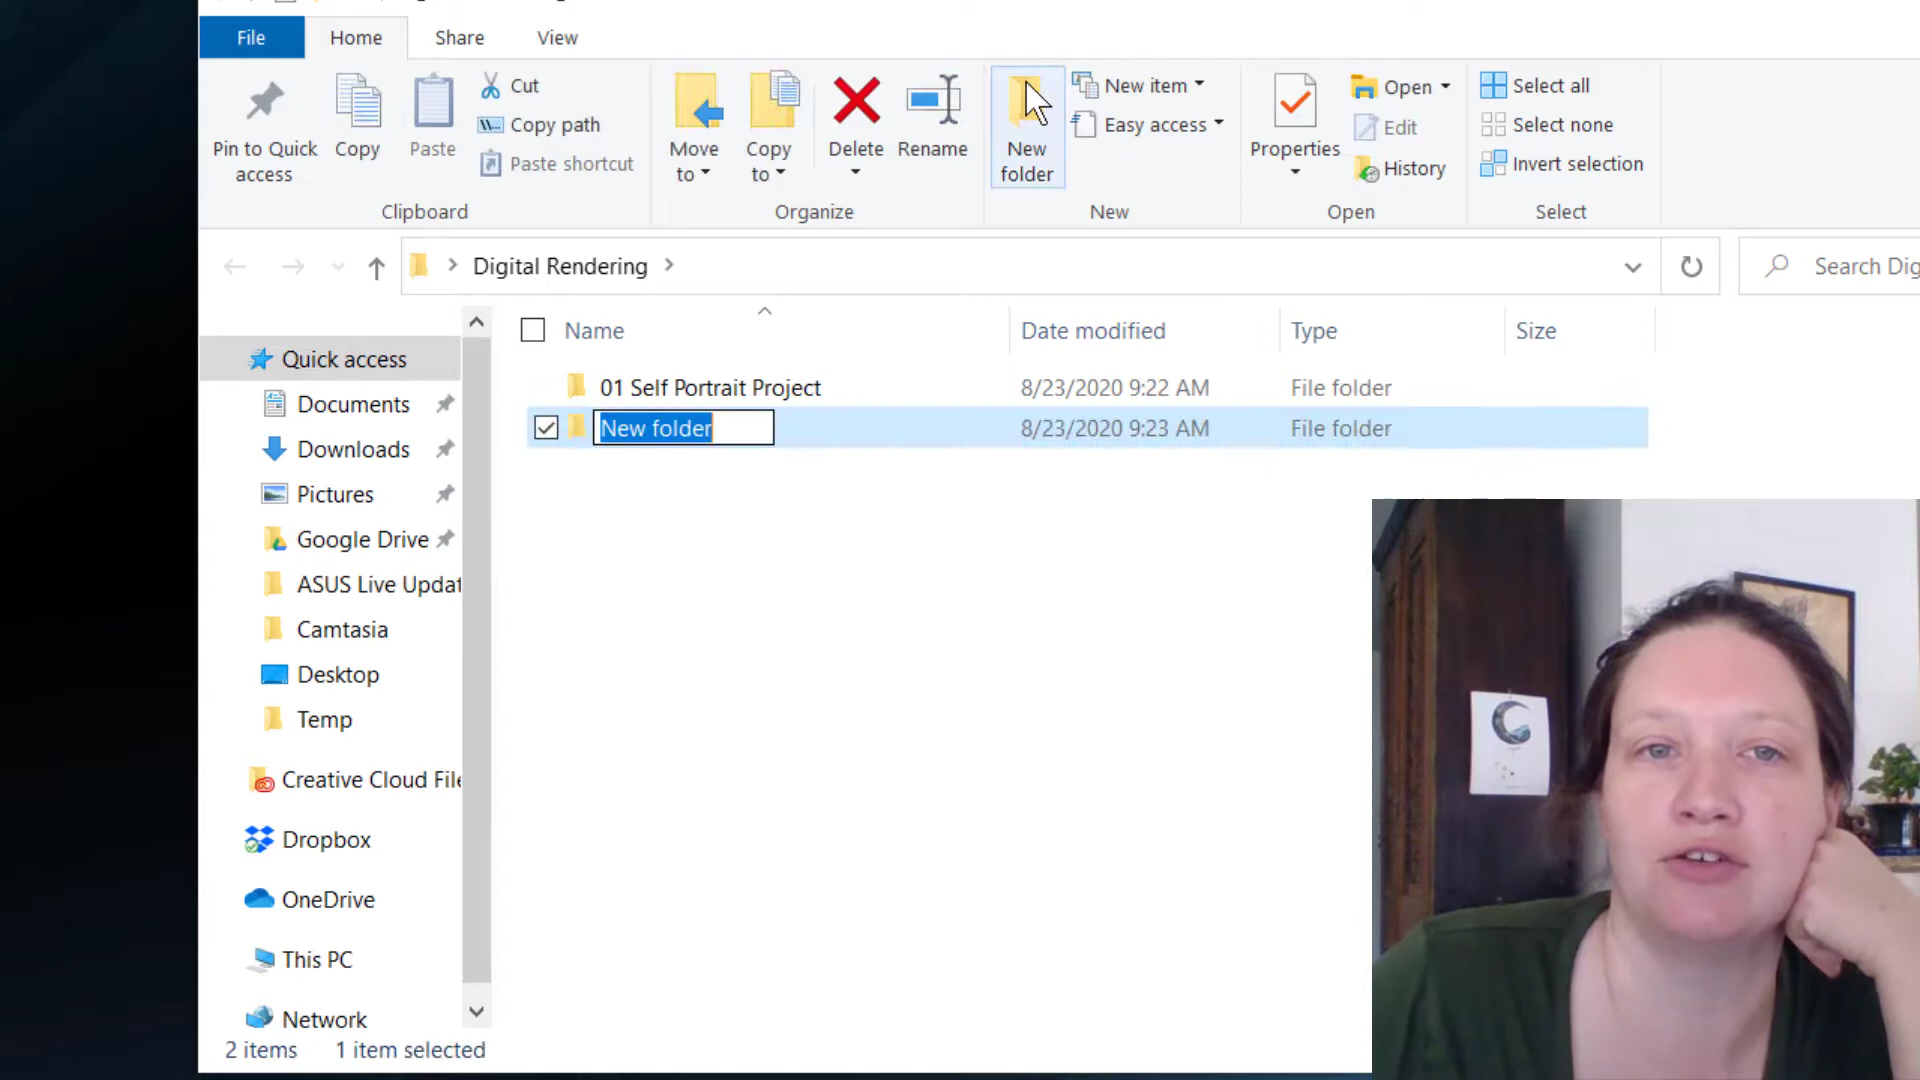 File Home Share View
Pin to Quick access
Copy
Paste
Cut
Copy path
Paste shortcut
Clipboard
Move to
Copy to
Delete
Rename
Organize
New folder
New item
Easy access
New
Properties
Open
Edit
History
Open
Select all
Select none
Invert selection
Select
Digital Rendering
Search Dig
Name Date modified Type Size
01 Self Portrait Project 8/23/2020 9:22 AM File folder
New folder 8/23/2020 9:23 AM File folder
Quick access
Documents
Downloads
Pictures
Google Drive
ASUS Live Updat
Camtasia
Desktop
Temp
Creative Cloud File
Dropbox
OneDrive
This PC
Network
2 items 1 item selected